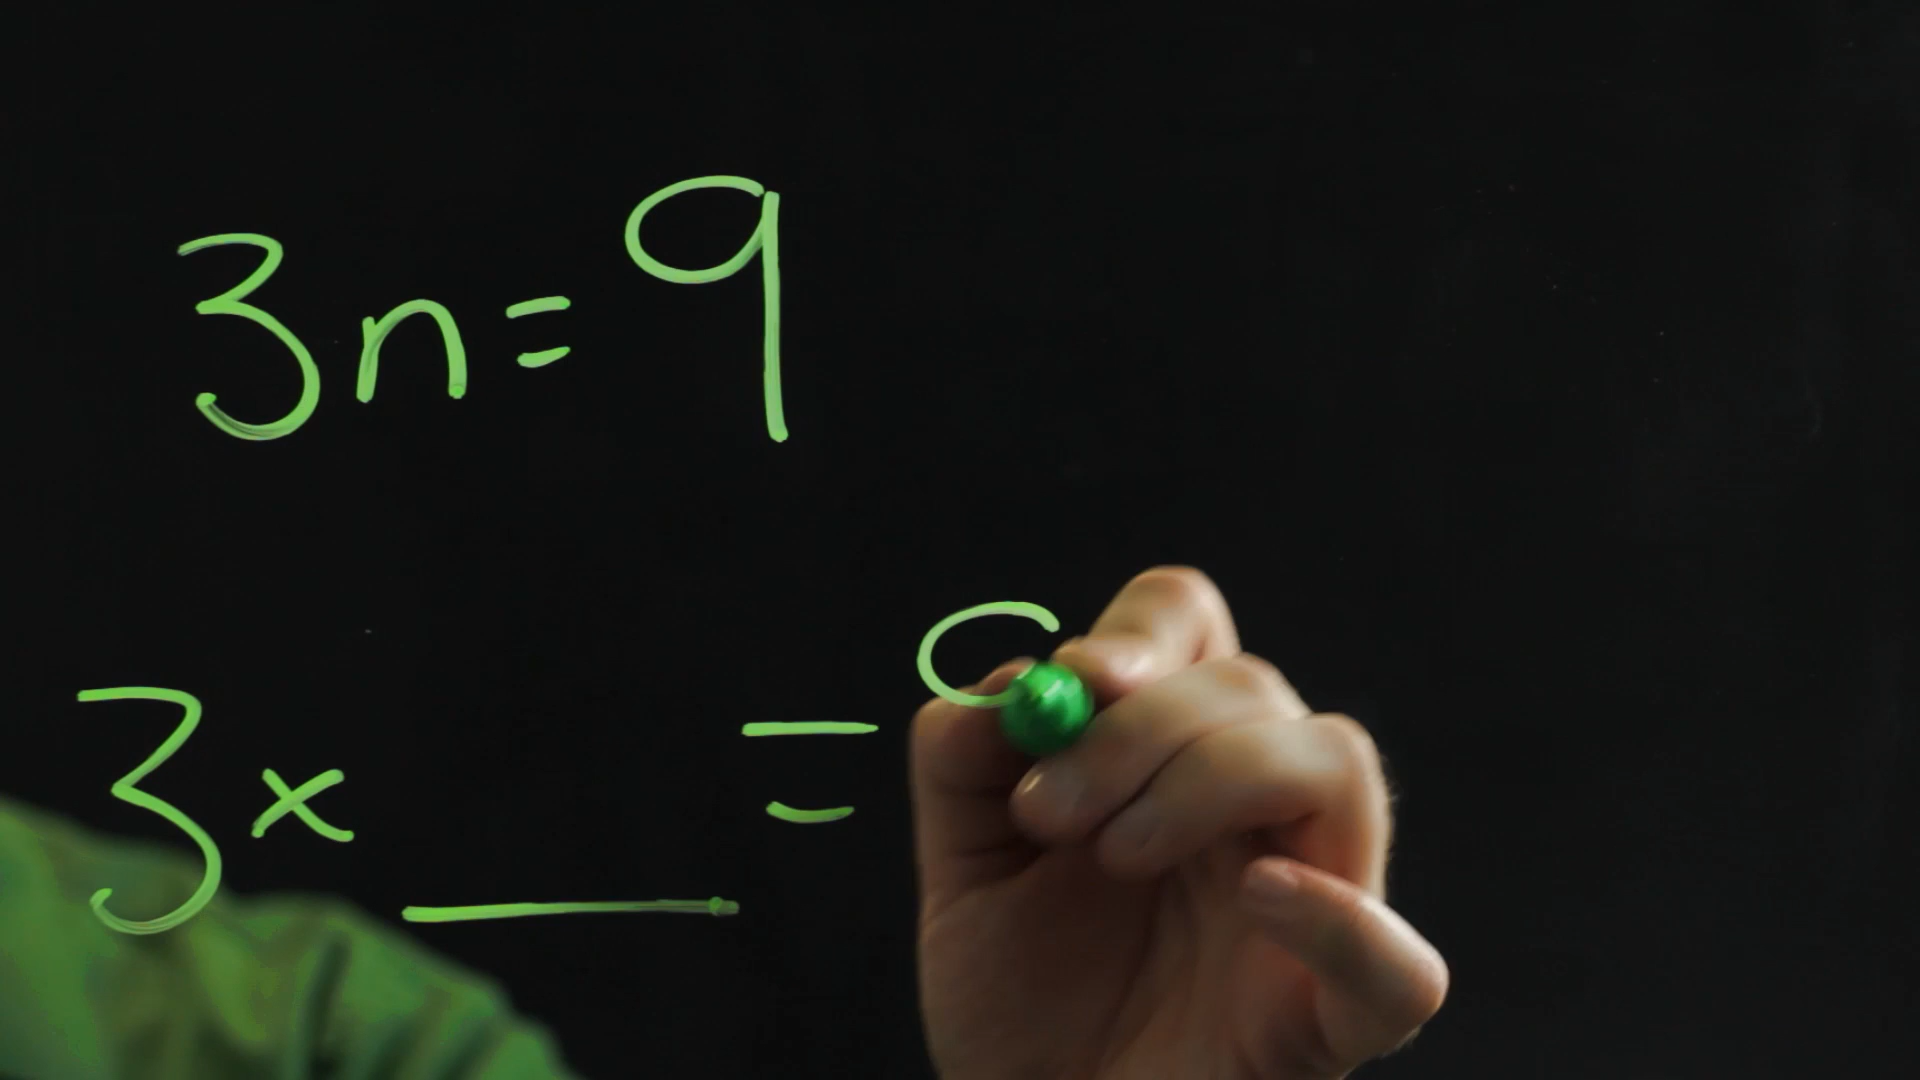 3n=9
3x ____ =